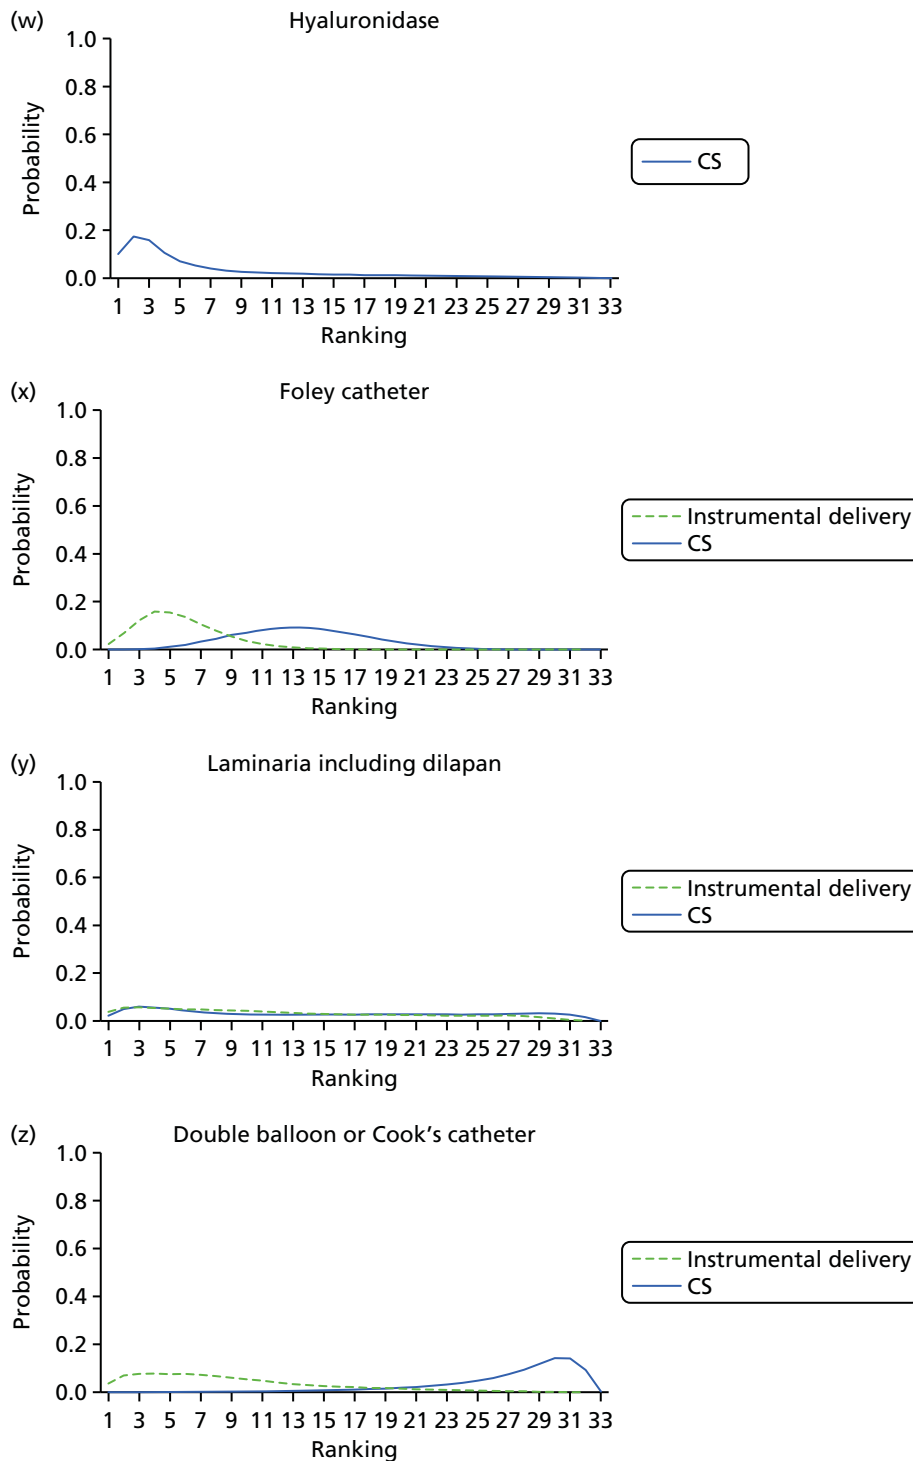 (w)
Hyaluronidase
1.0
0.8
0.6
0.4
0.2
0.0
Probability
1 3 5 7 9 11 13 15 17 19 21 23 25 27 29 31 33
Ranking
CS
(x)
Foley catheter
1.0
0.8
0.6
0.4
0.2
0.0
Probability
1 3 5 7 9 11 13 15 17 19 21 23 25 27 29 31 33
Ranking
Instrumental delivery
CS
(y)
Laminaria including dilapan
1.0
0.8
0.6
0.4
0.2
0.0
Probability
1 3 5 7 9 11 13 15 17 19 21 23 25 27 29 31 33
Ranking
Instrumental delivery
CS
(z)
Double balloon or Cook's catheter
1.0
0.8
0.6
0.4
0.2
0.0
Probability
1 3 5 7 9 11 13 15 17 19 21 23 25 27 29 31 33
Ranking
Instrumental delivery
CS